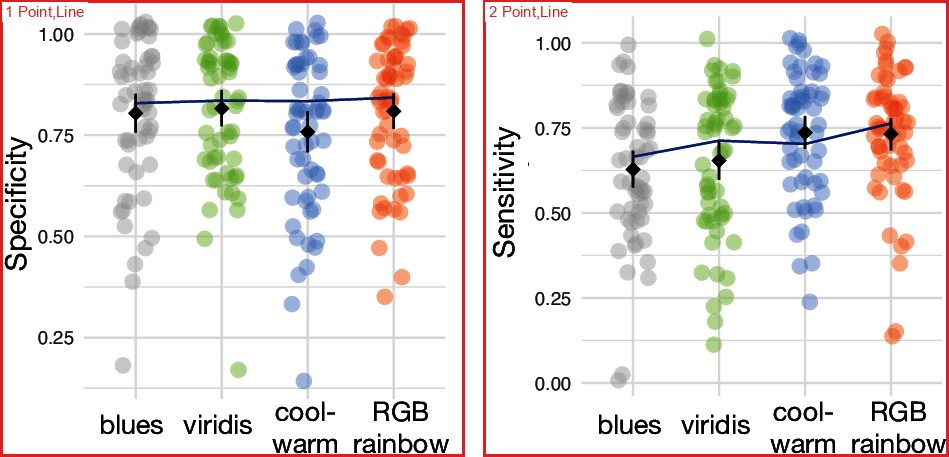 1 Point,Line
Specificity
1.00
0.75
0.50
0.25
blues
viridis
cool-
warm
RGB
rainbow
2 Point,Line
Sensitivity
1.00
0.75
0.50
0.25
0.00
blues
viridis
cool-
warm
RGB
rainbow